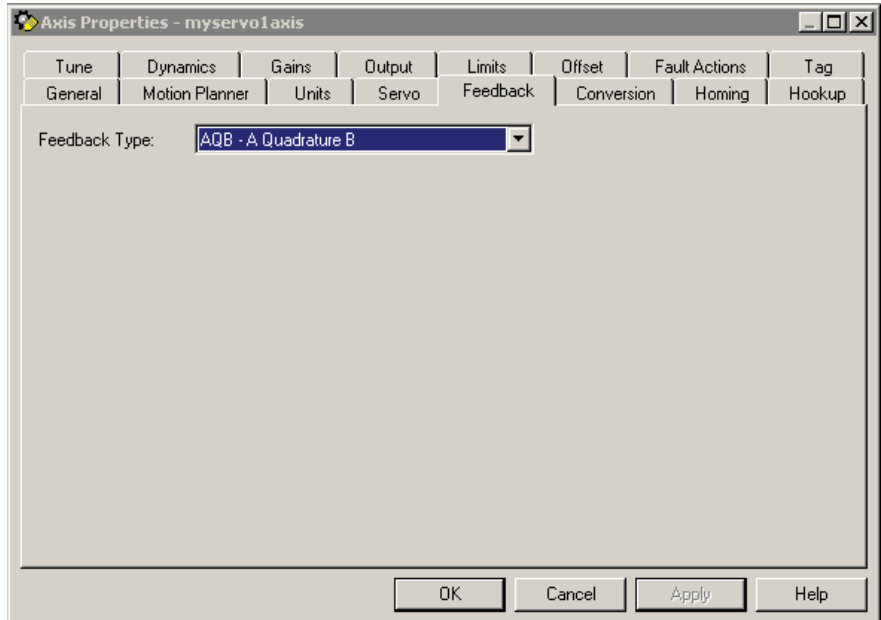 Axis Properties - myservo1axis
Tune Dynamics Gains Output Limits Offset Fault Actions Tag
General Motion Planner Units Servo Feedback Conversion Homing Hookup
Feedback Type: AQB - A Quadrature B
OK Cancel Apply Help